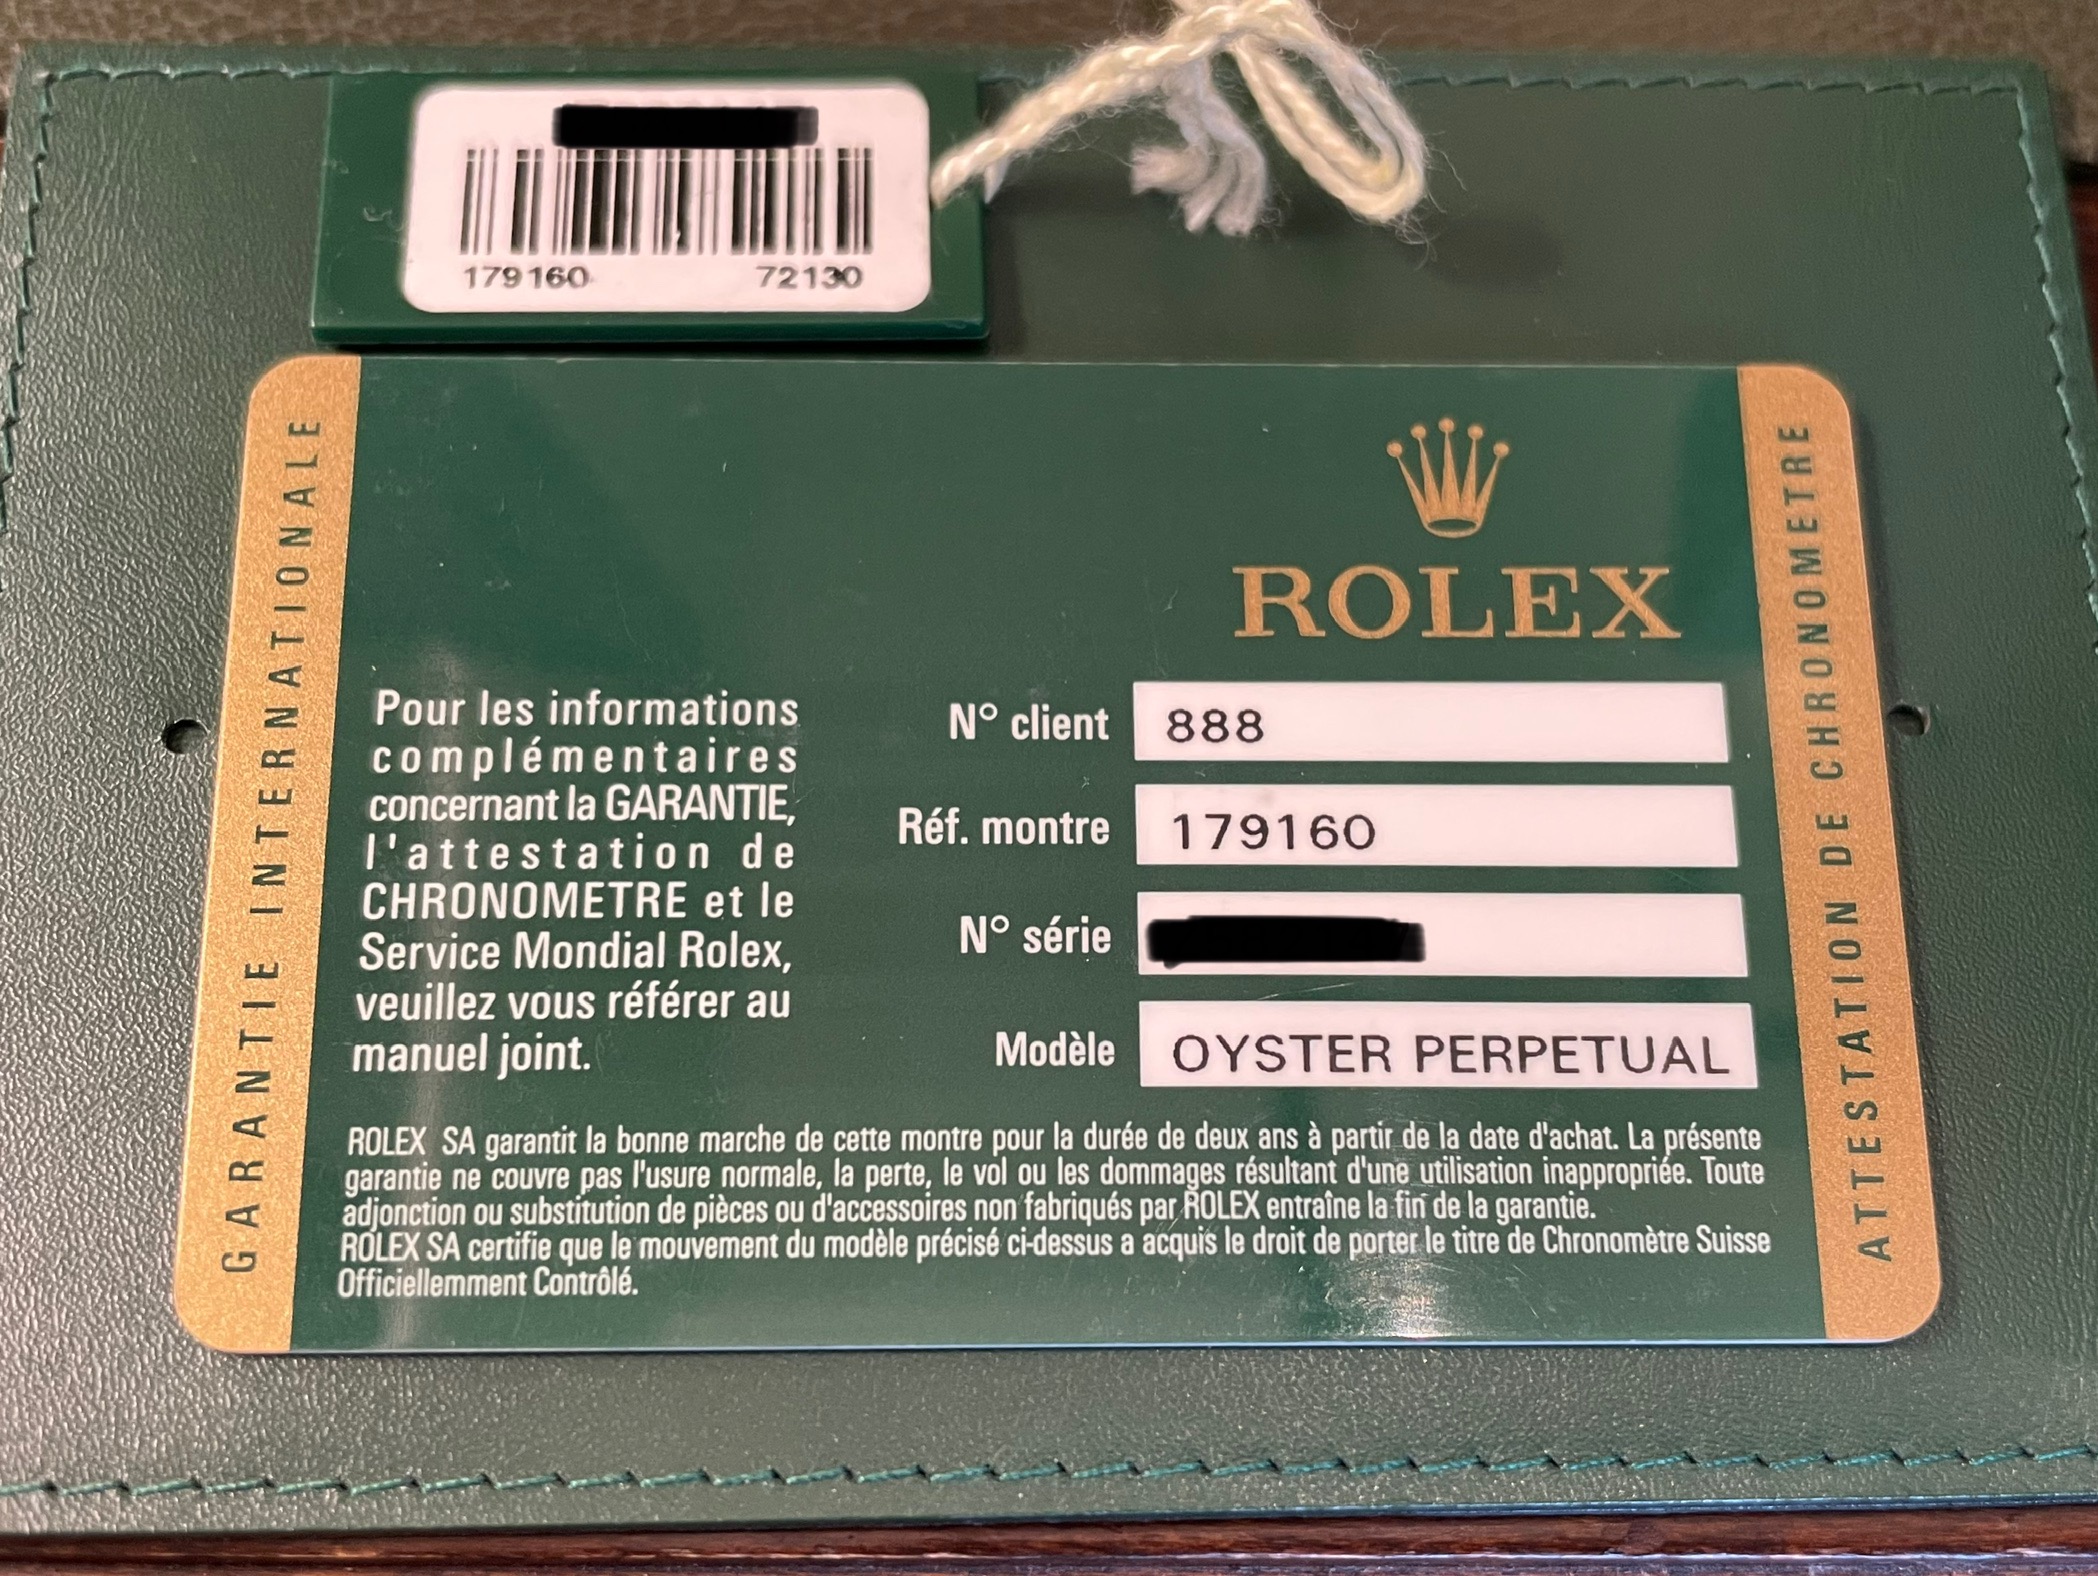 179160 72130
GARANTIE INTERNATIONALE
ROLEX
Pour les informations
complémentaires
concernant la GARANTIE,
l'attestation de
CHRONOMETRE et le
Service Mondial Rolex,
veuillez vous référer au
manuel joint.
N° client 888
Réf. montre 179160
N° série
Modèle OYSTER PERPETUAL
ROLEX SA garantit la bonne marche de cette montre pour la durée de deux ans à partir de la date d'achat. La présente
garantie ne couvre pas l'usure normale, la perte, le vol ou les dommages résultant d'une utilisation inappropriée. Toute
adjonction ou substitution de pièces ou d'accessoires non fabriqués par ROLEX entraîne la fin de la garantie.
ROLEX SA certifie que le mouvement du modèle précisé ci-dessus a acquis le droit de porter le titre de Chronomètre Suisse
Officiellemment Contrôlé.
ATTESTATION DE CHRONOMETRE